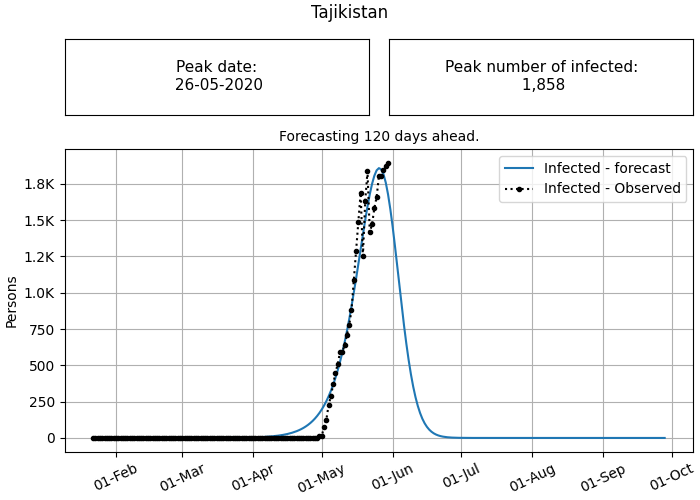 Tajikistan
Peak date:
26-05-2020
Peak number of infected:
1,858
Forecasting 120 days ahead.
Infected - forecast
Infected - Observed
Persons
1.8K
1.5K
1.2K
1.0K
750
500
250
0
01-Feb
01-Mar
01-Apr
01-May
01-Jun
01-Jul
01-Aug
01-Sep
01-Oct